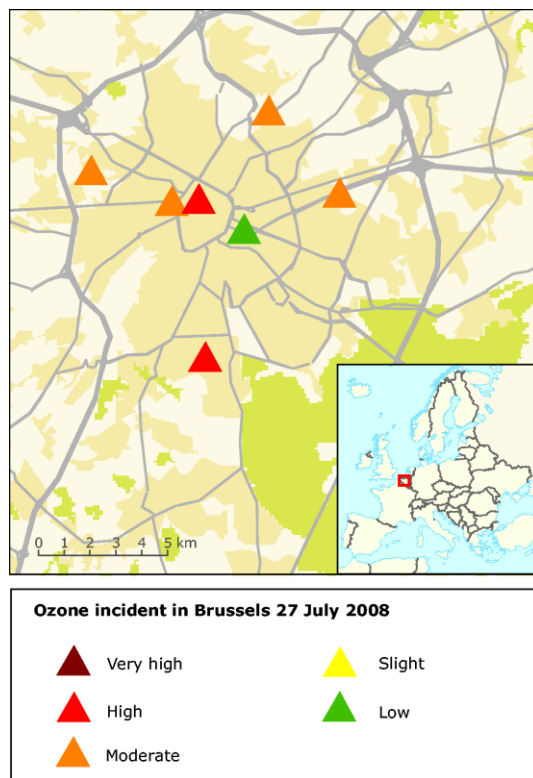 0 1 2 3 4 5 km
Ozone incident in Brussels 27 July 2008
Very high
Slight
High
Low
Moderate